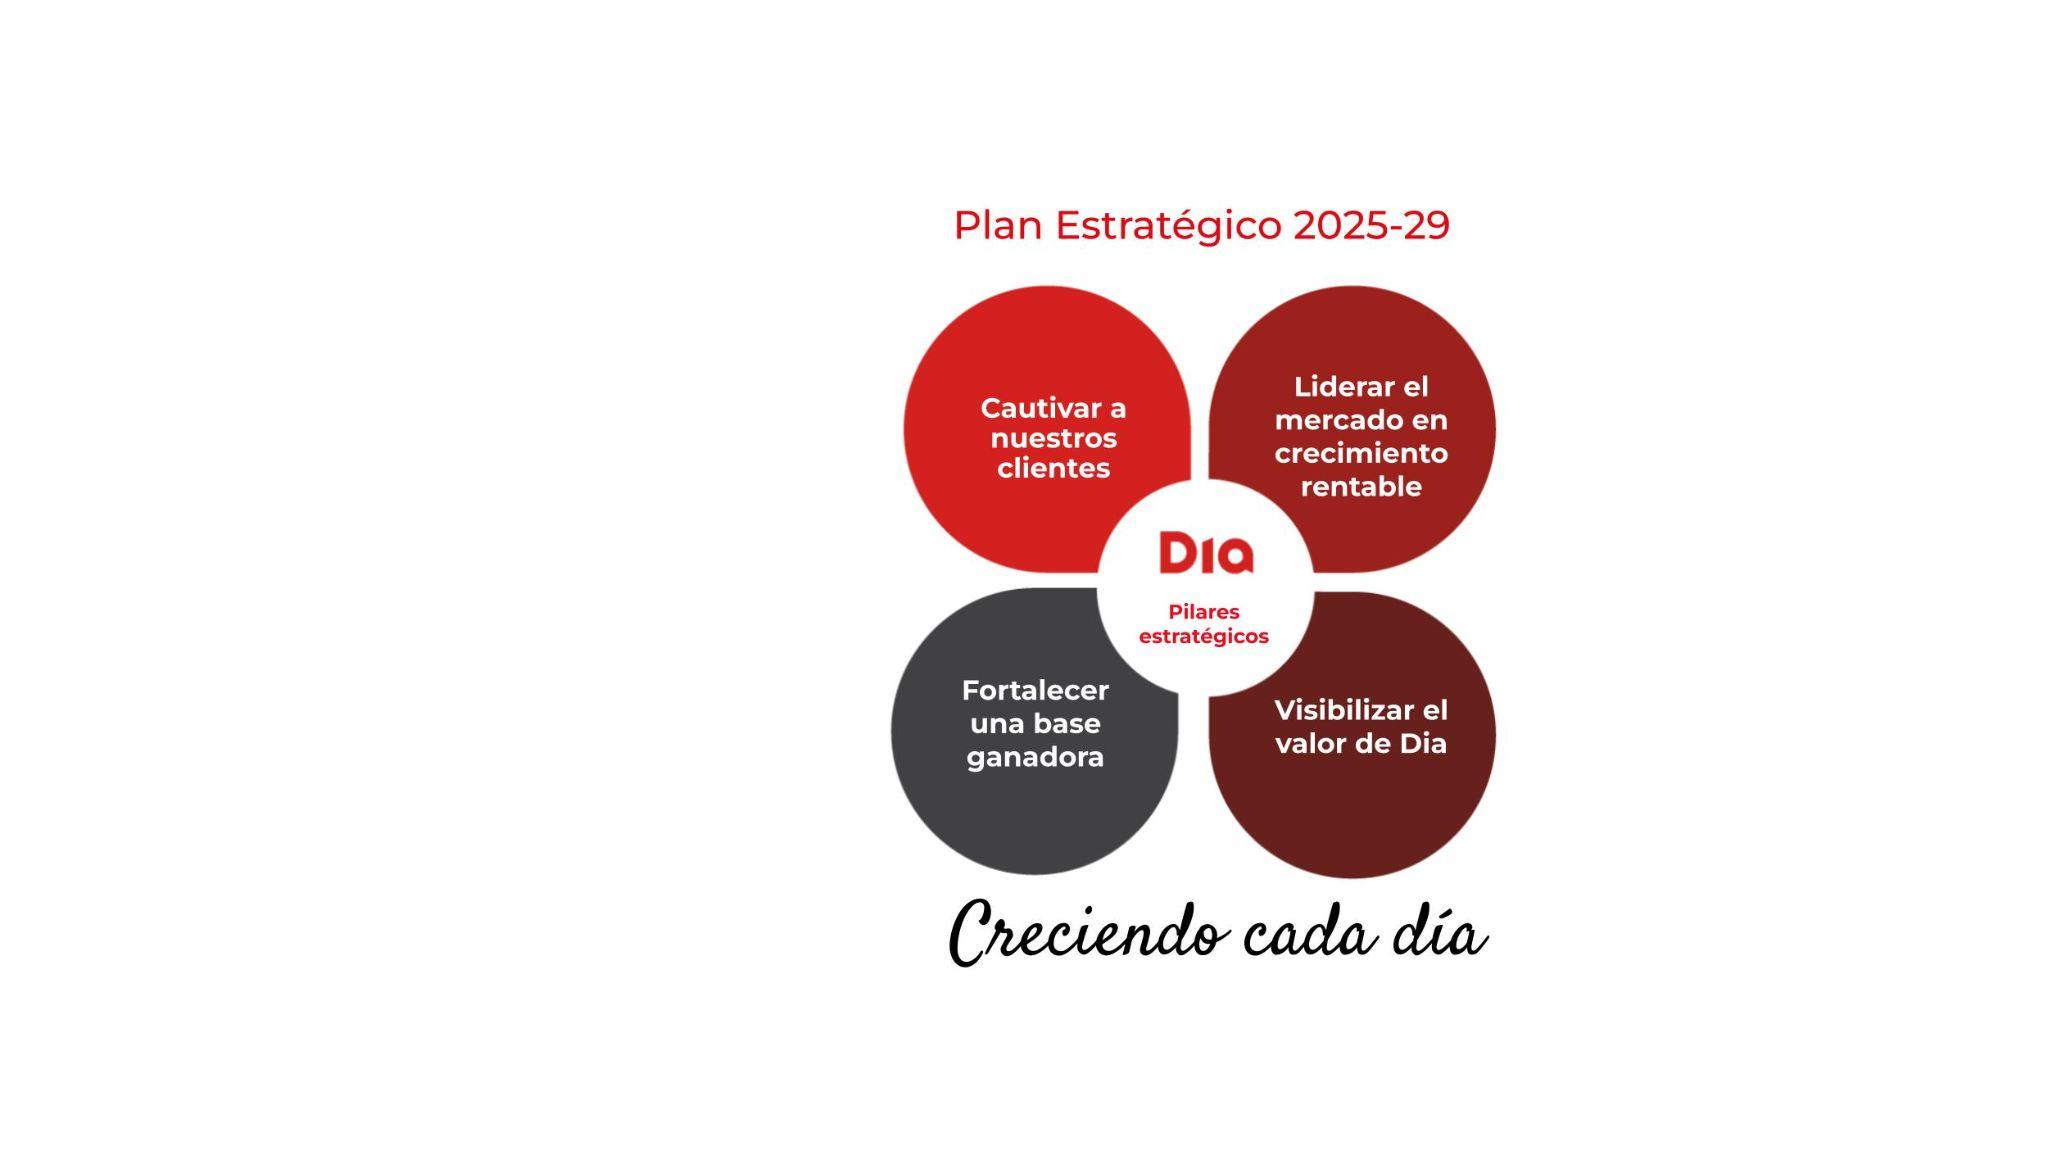 Plan Estratégico 2025-29
Cautivar a
nuestros
clientes
Liderar el
mercado en
crecimiento
rentable
Dia
Pilares
estratégicos
Fortalecer
una base
ganadora
Visibilizar el
valor de Dia
Creciendo cada día